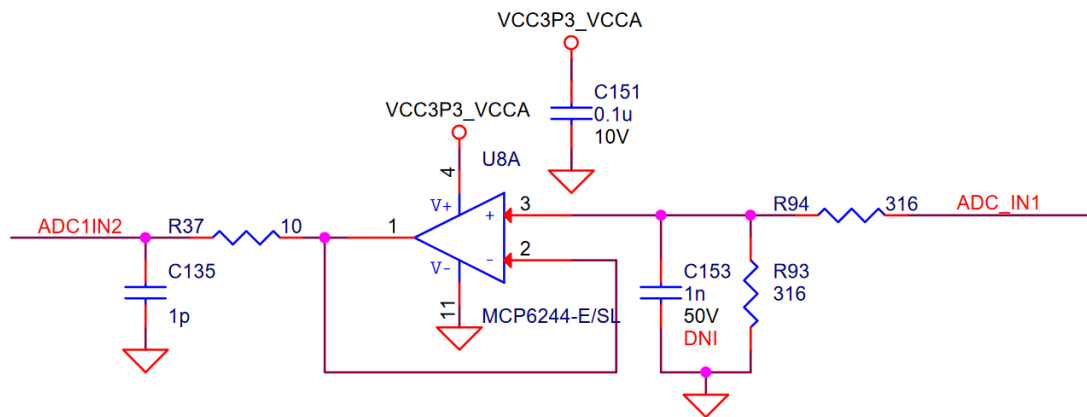 VCC3P3_VCCA
C151
0.1u
10V
VCC3P3_VCCA
U8A
4
V+
ADC1IN2
R37
10
1
+
3
R94
316
ADC_IN1
-
2
C135
1p
V-
11
MCP6244-E/SL
C153
1n
50V
DNI
R93
316